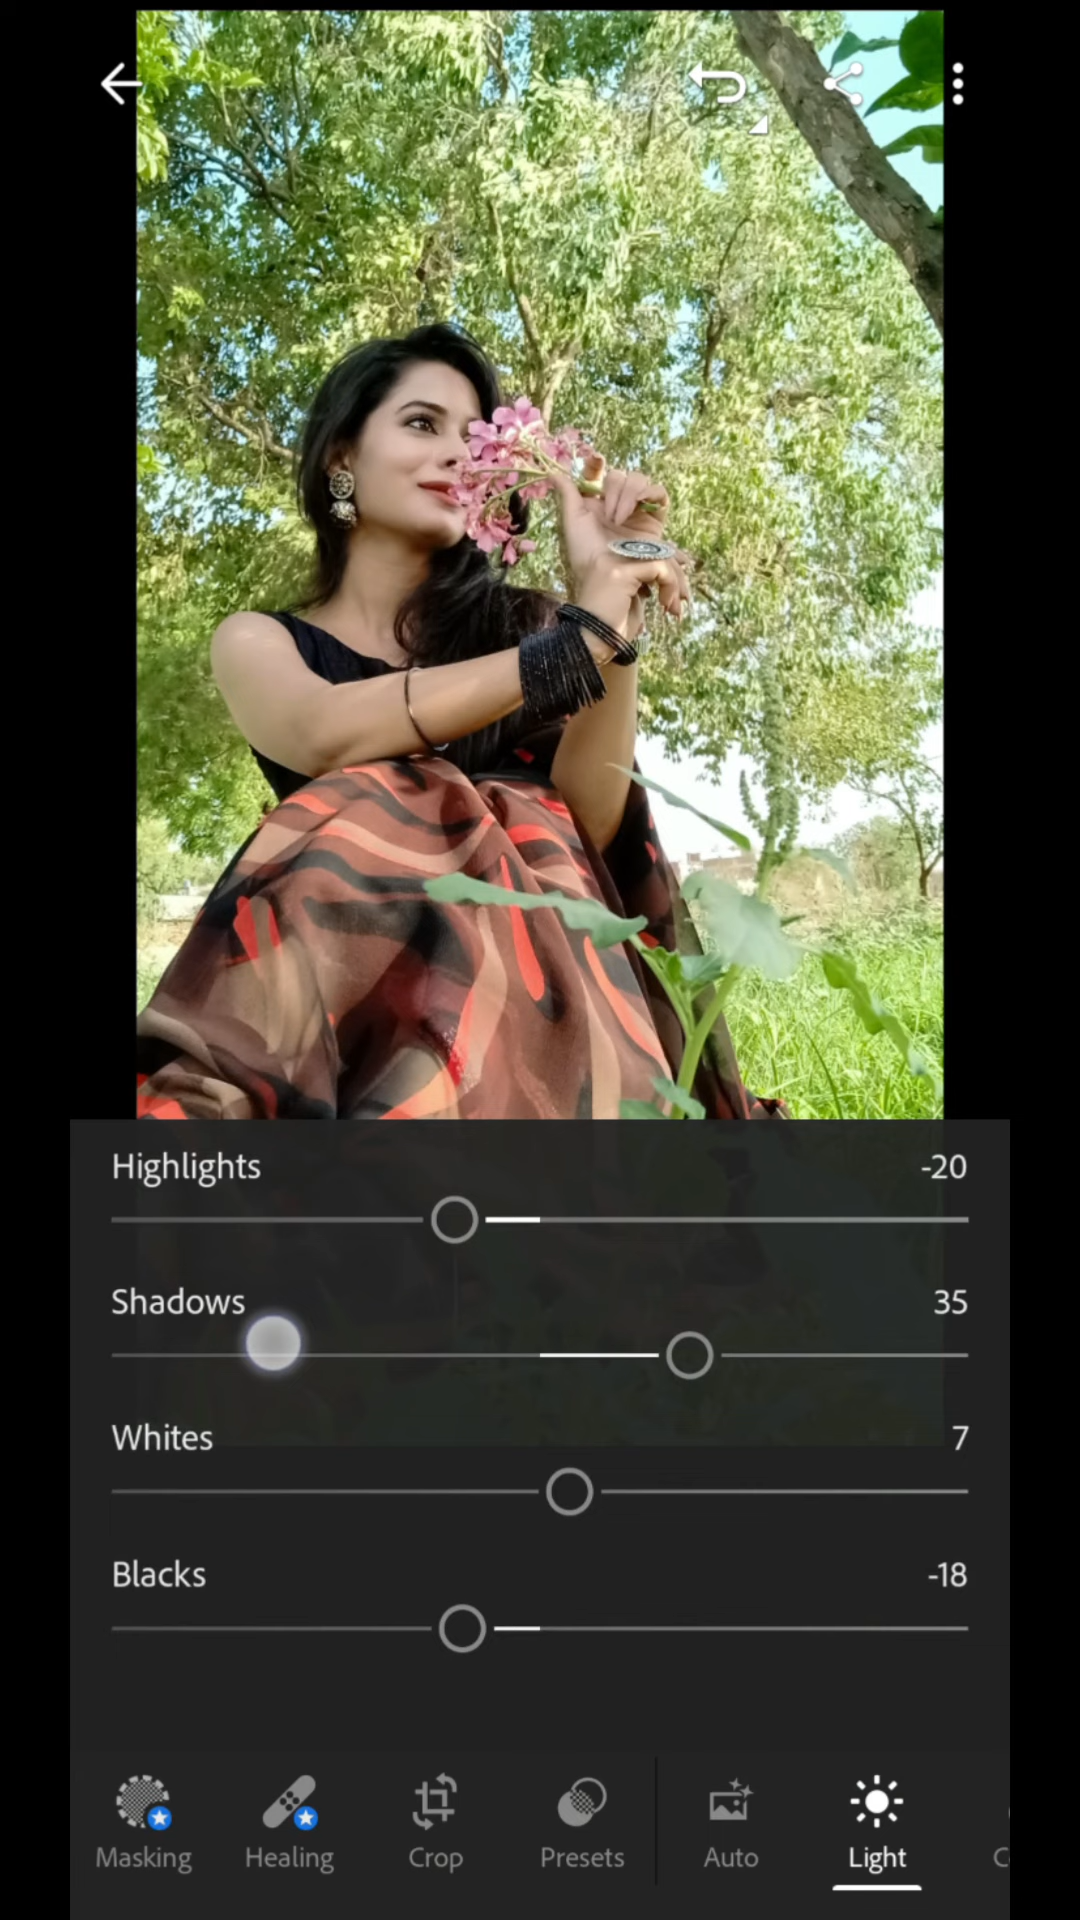 Highlights -20
Shadows 35
Whites 7
Blacks -18
Masking Healing Crop Presets Auto Light